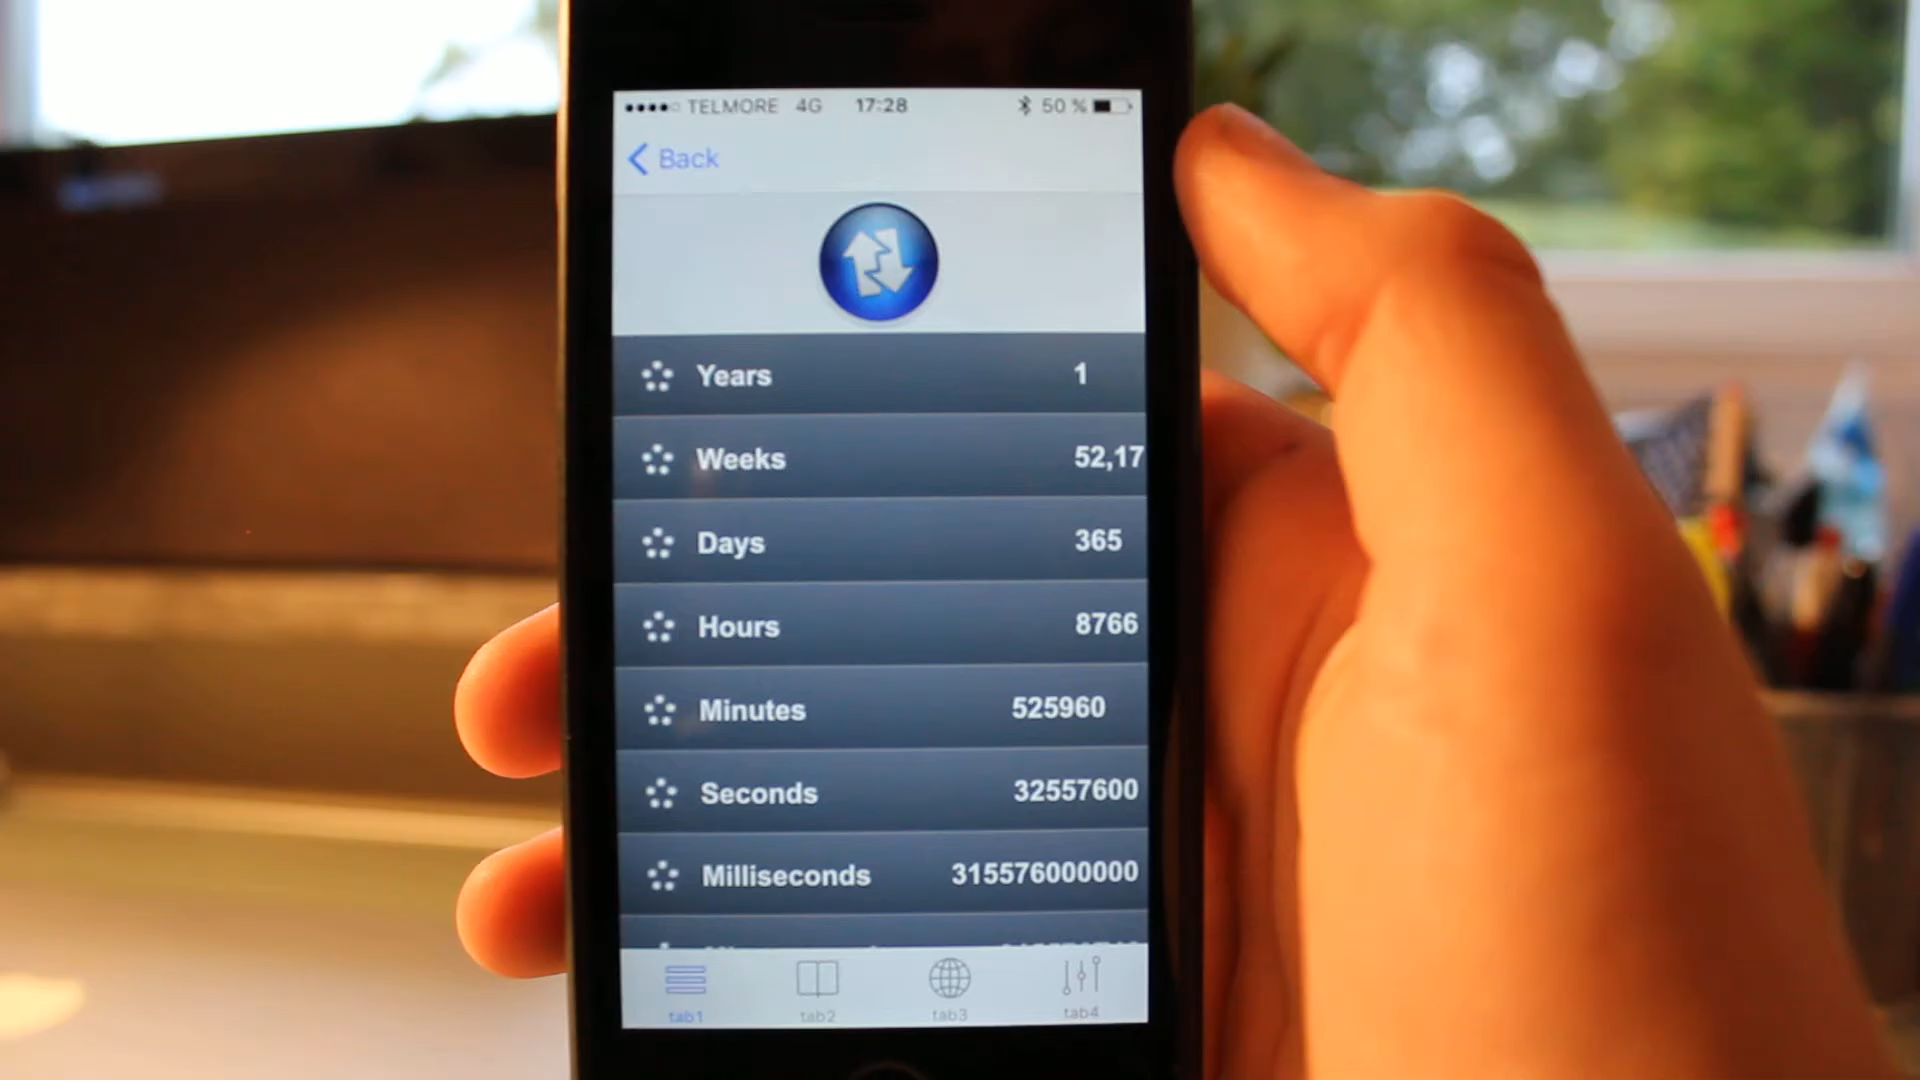 TELMORE 4G 17:28 50 %
Back
Years 1
Weeks 52,17
Days 365
Hours 8766
Minutes 525960
Seconds 32557600
Milliseconds 315576000000
tab1 tab2 tab3 tab4